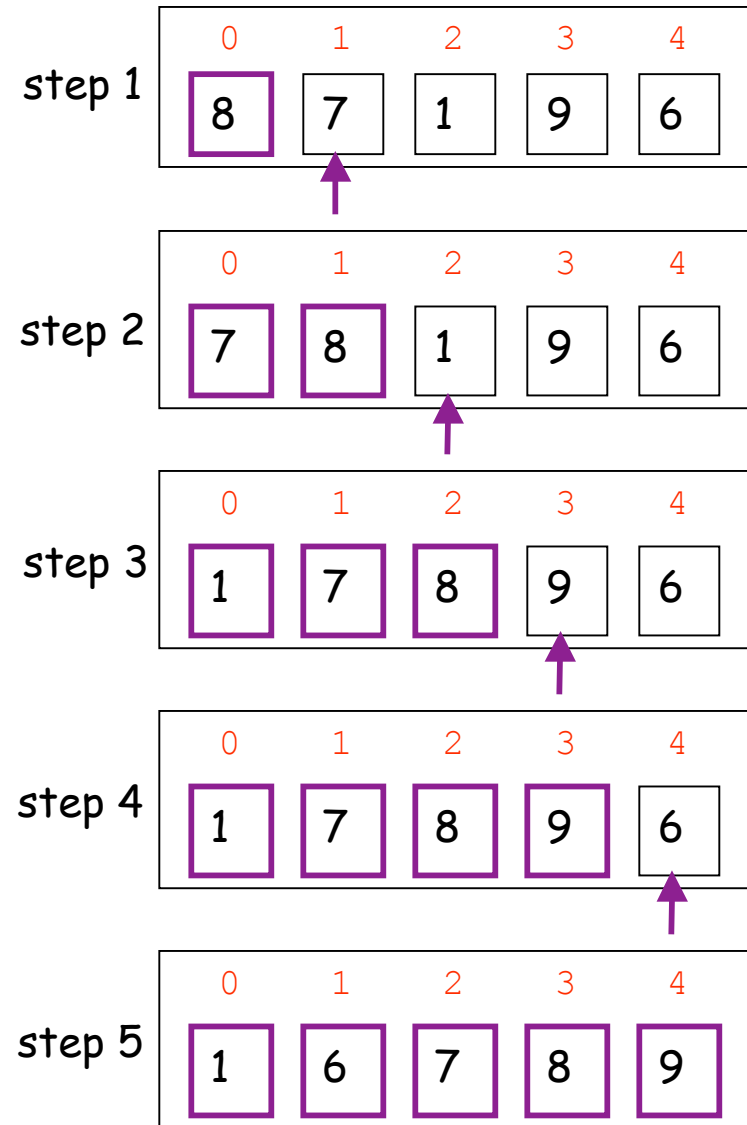 0 1 2 3 4
step 1 8 7 1 9 6
0 1 2 3 4
step 2 7 8 1 9 6
0 1 2 3 4
step 3 1 7 8 9 6
0 1 2 3 4
step 4 1 7 8 9 6
0 1 2 3 4
step 5 1 6 7 8 9